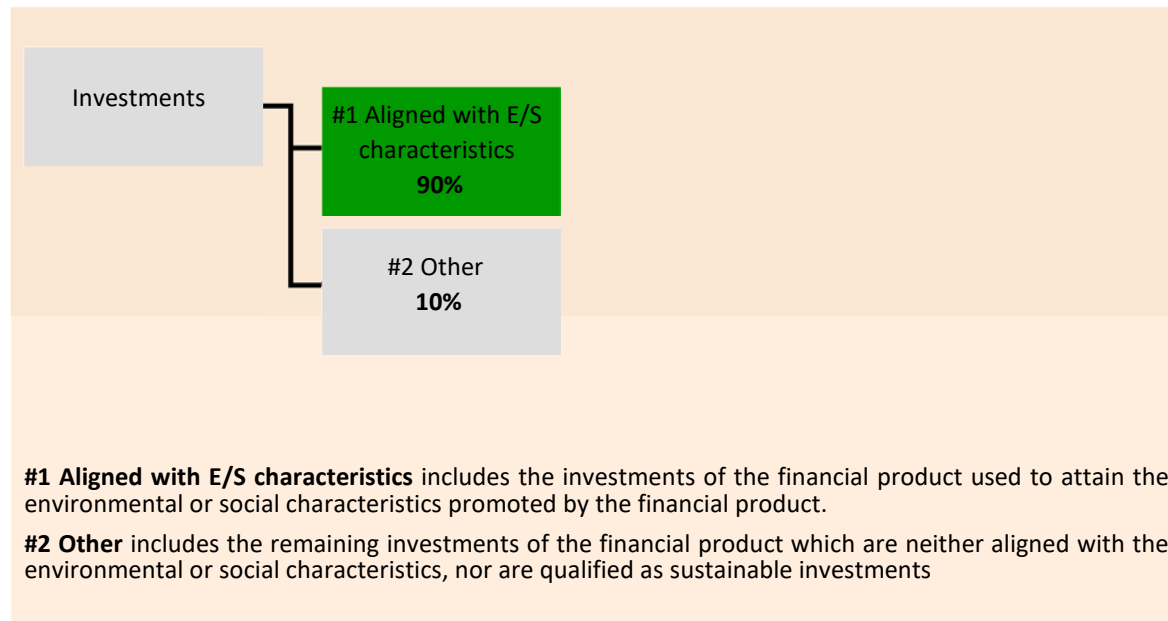 Investments
#1 Aligned with E/S
characteristics
90%
#2 Other
10%
#1 Aligned with E/S characteristics includes the investments of the financial product used to attain the
environmental or social characteristics promoted by the financial product.
#2 Other includes the remaining investments of the financial product which are neither aligned with the
environmental or social characteristics, nor are qualified as sustainable investments